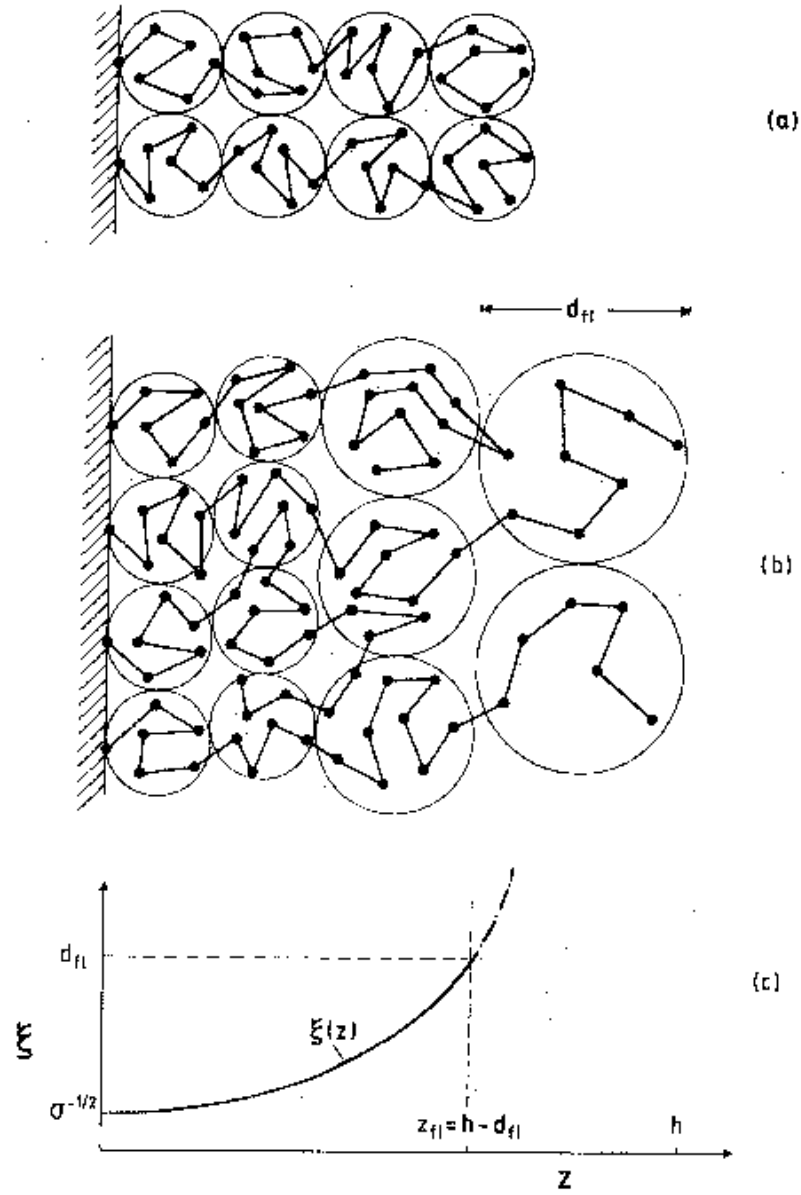 (a)
d_fl
(b)
d_fl
(c)
ξ
ξ(z)
σ^-1/2
z_fl = h - d_fl
h
z